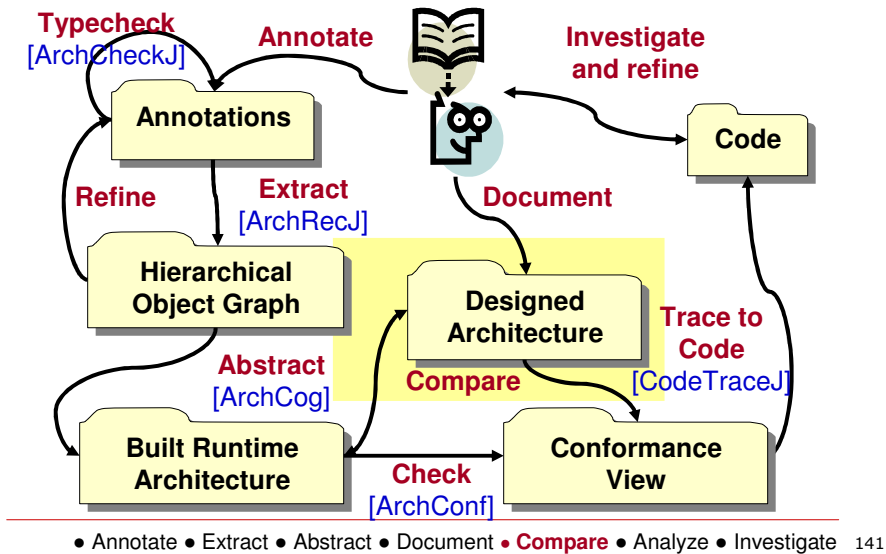 Typecheck
[ArchCheckJ]
Annotate
Investigate
and refine
Annotations
Code
Refine
Extract
[ArchRecJ]
Document
Hierarchical
Object Graph
Designed
Architecture
Trace to
Code
[CodeTraceJ]
Abstract
[ArchCog]
Compare
Built Runtime
Architecture
Check
[ArchConf]
Conformance
View
● Annotate ● Extract ● Abstract ● Document ● Compare ● Analyze ● Investigate 141